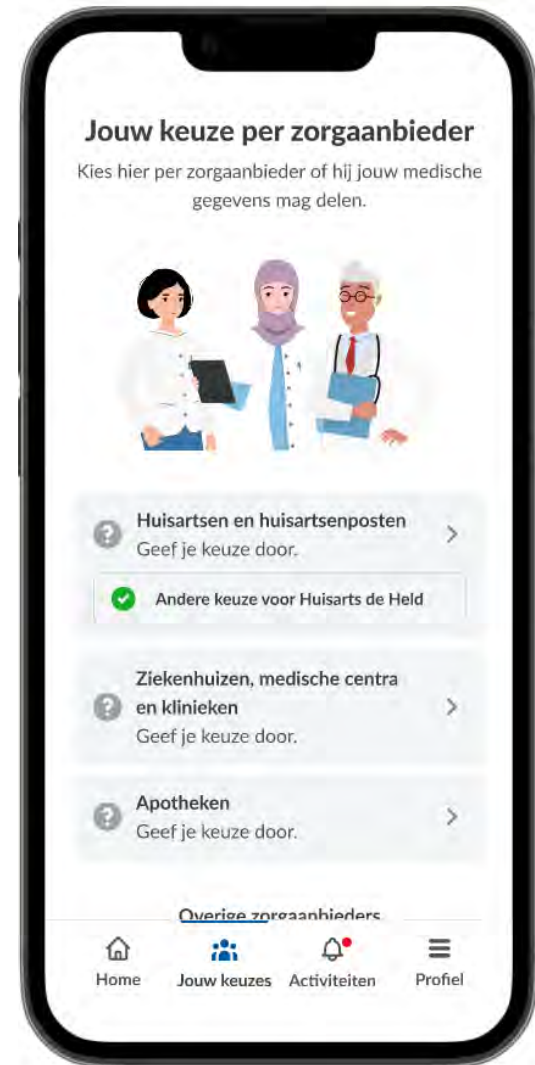 Jouw keuze per zorgaanbieder
Kies hier per zorgaanbieder of hij jouw medische
gegevens mag delen.
Huisartsen en huisartsenposten
Geef je keuze door.
Andere keuze voor Huisarts de Held
Ziekenhuizen, medische centra
en klinieken
Geef je keuze door.
Apotheken
Geef je keuze door.
Overige zorgaanbieders
Home
Jouw keuzes
Activiteiten
Profiel